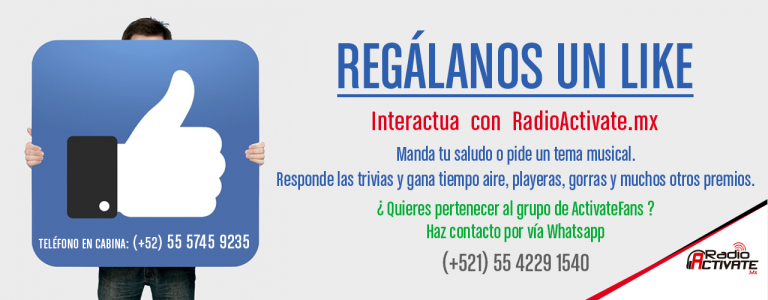 REGÁLANOS UN LIKE
Interactua con RadioActivate.mx
Manda tu saludo o pide un tema musical.
Responde las trivias y gana tiempo aire, playeras, gorras y muchos otros premios.
¿ Quieres pertenecer al grupo de ActivateFans ?
Haz contacto por vía Whatsapp
(+521) 55 4229 1540
TELÉFONO EN CABINA: (+52) 55 5745 9235
Radio
ACTIVATE
.Mx